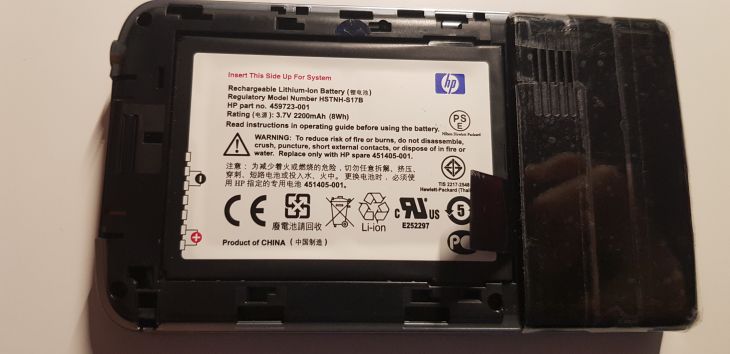 Insert This Side Up For System
hp
Rechargeable Lithium-Ion Battery (锂电池)
Regulatory Model Number HSTNH-S17B
HP part no. 459723-001
Rating (电源): 3.7V 2200mAh (8Wh)
Read instructions in operating guide before using the battery.
PS
E
WARNING: To reduce risk of fire or burns, do not disassemble,
crush, puncture, short external contacts, or dispose of in fire or
water. Replace only with HP spare 451405-001.
注意: 为减少着火或燃烧的危险, 切勿任意拆解、挤压、
穿刺、短路电池或投入水、火中。更换电池时, 必须使
用 HP 指定的专用电池 451405-001。
TIS 2217-2548
Hewlett-Packard
CE
廢電池請回收
Li-ion
C UL US
E252297
5
Product of CHINA (中国制造)